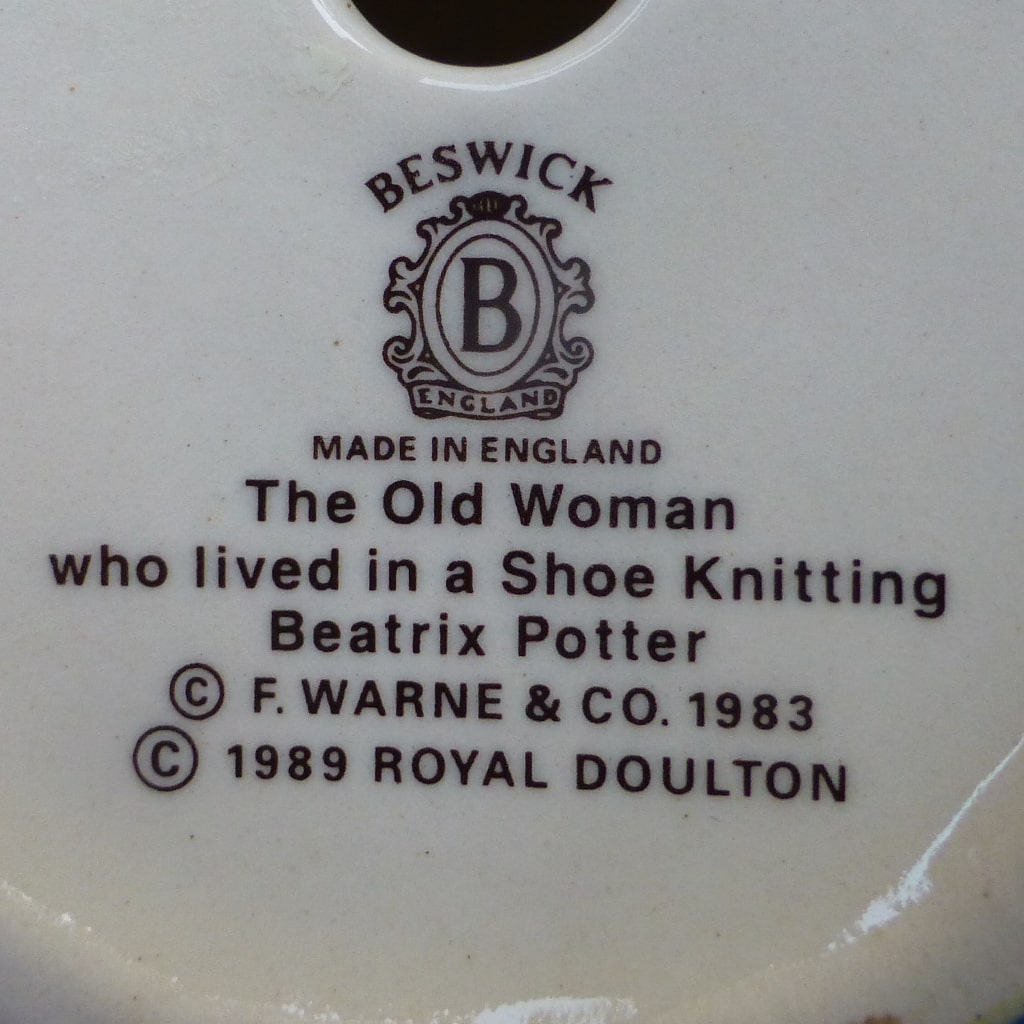 BESWICK
B
ENGLAND
MADE IN ENGLAND
The Old Woman
who lived in a Shoe Knitting
Beatrix Potter
© F. WARNE & CO. 1983
© 1989 ROYAL DOULTON